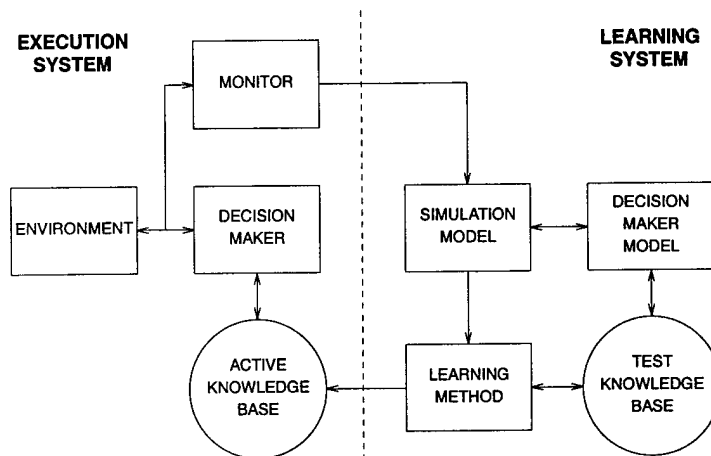 EXECUTION
SYSTEM
LEARNING
SYSTEM
MONITOR
ENVIRONMENT
DECISION
MAKER
SIMULATION
MODEL
DECISION
MAKER
MODEL
ACTIVE
KNOWLEDGE
BASE
LEARNING
METHOD
TEST
KNOWLEDGE
BASE